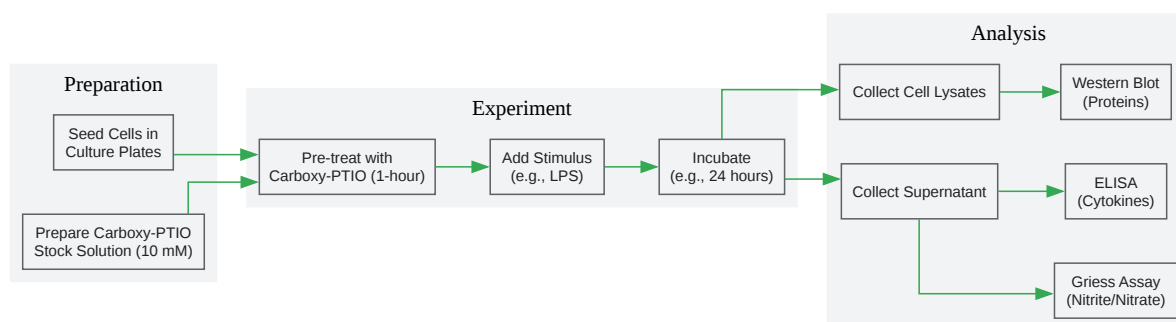 Preparation
Seed Cells in
Culture Plates
Prepare Carboxy-PTIO
Stock Solution (10 mM)
Experiment
Pre-treat with
Carboxy-PTIO (1-hour)
Add Stimulus
(e.g., LPS)
Incubate
(e.g., 24 hours)
Analysis
Collect Cell Lysates
Western Blot
(Proteins)
Collect Supernatant
ELISA
(Cytokines)
Griess Assay
(Nitrite/Nitrate)